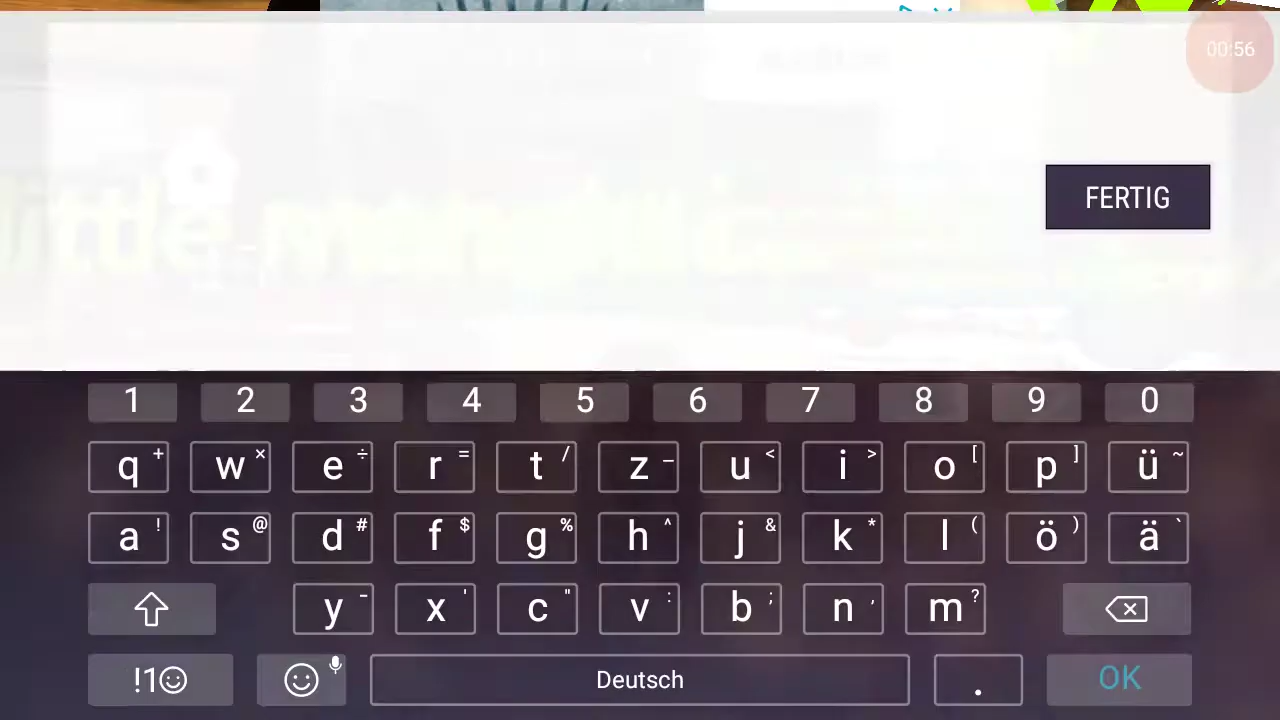 00:56
FERTIG
1 2 3 4 5 6 7 8 9 0
q + w × e ÷ r = t / z – u < i > o [ p ] ü ~
a ! s @ d # f $ g % h ^ j & k * l ( ö ) ä `
y - x ' c " v : b ; n , m ?
!1☺ ☺ Deutsch . OK